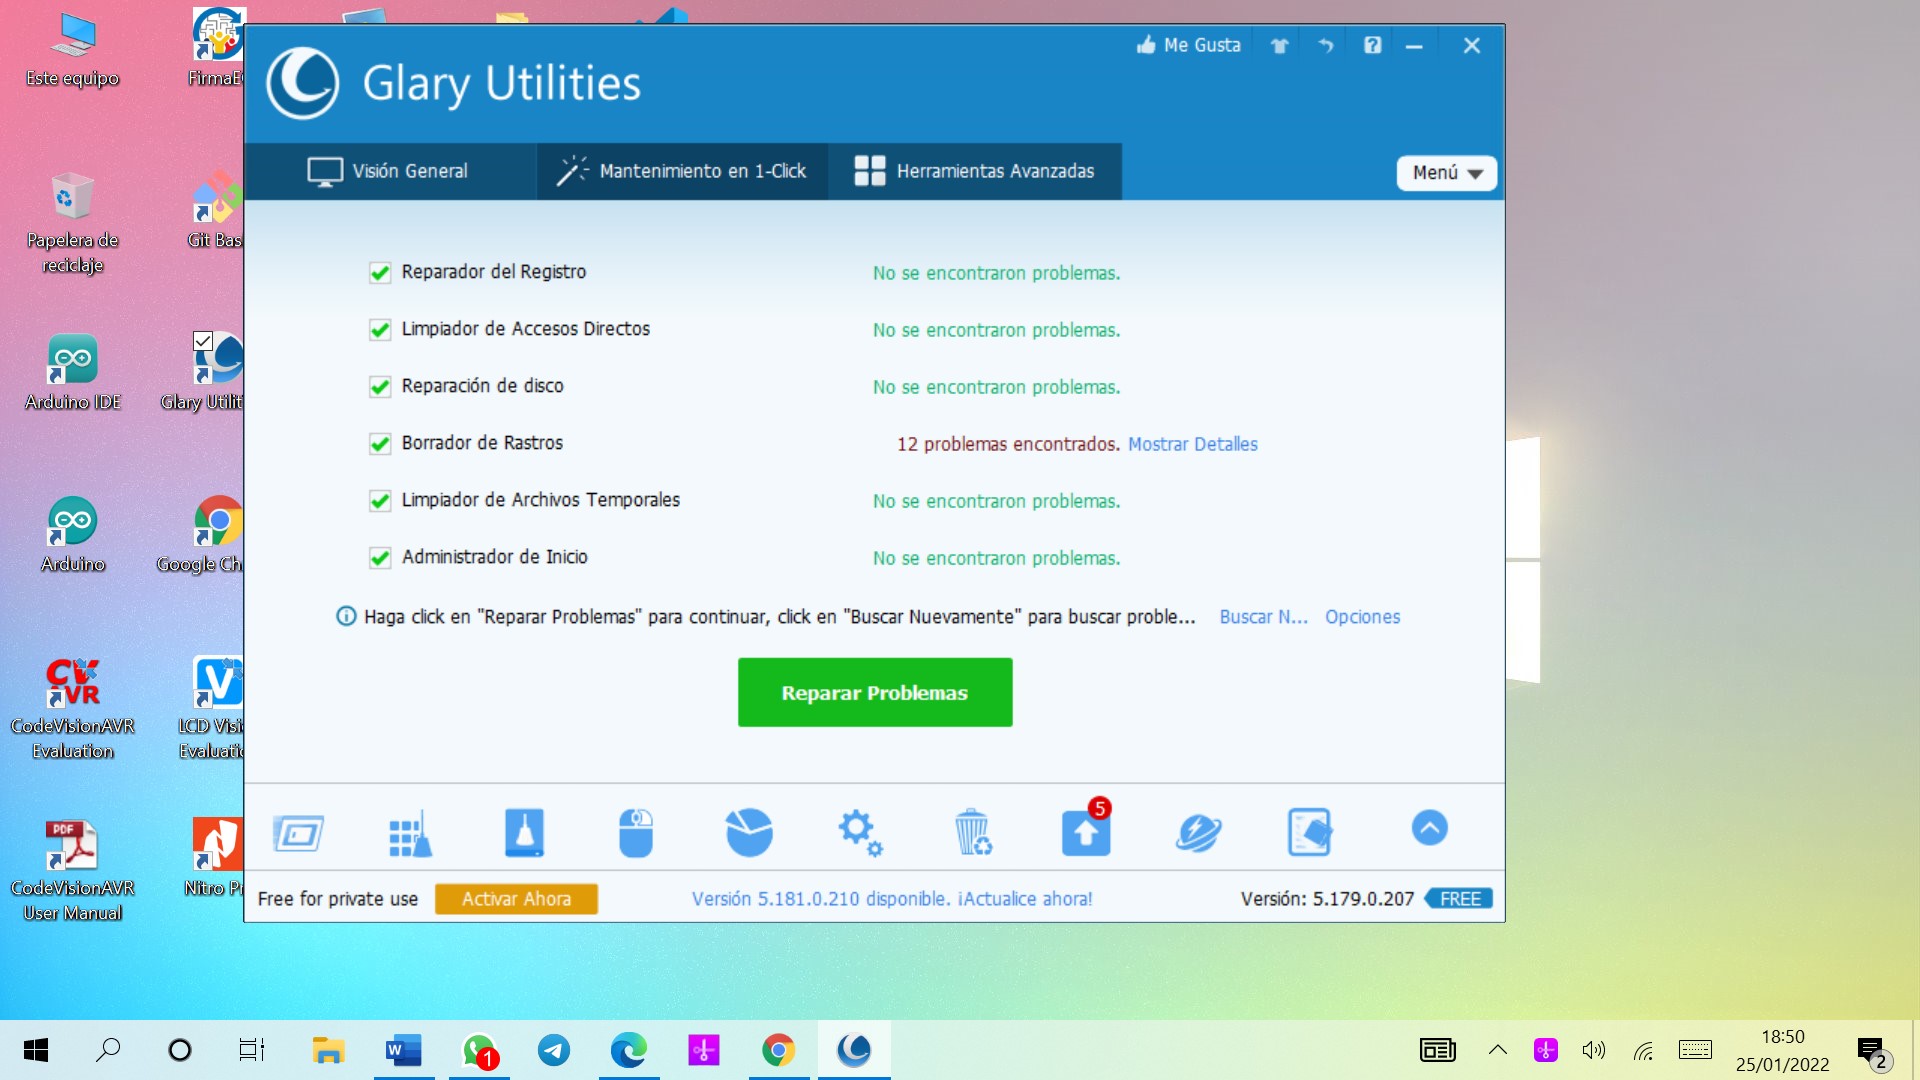 Este equipo
FirmaE
Papelera de
reciclaje
Git Bas
Arduino IDE
Glary Utilit
Arduino
Google Ch
CodeVisionAVR
Evaluation
LCD Visi
Evaluati
PDF
CodeVisionAVR
User Manual
Nitro P
Me Gusta
Glary Utilities
Visión General
Mantenimiento en 1-Click
Herramientas Avanzadas
Menú
Reparador del Registro No se encontraron problemas.
Limpiador de Accesos Directos No se encontraron problemas.
Reparación de disco No se encontraron problemas.
Borrador de Rastros 12 problemas encontrados. Mostrar Detalles
Limpiador de Archivos Temporales No se encontraron problemas.
Administrador de Inicio No se encontraron problemas.
Haga click en "Reparar Problemas" para continuar, click en "Buscar Nuevamente" para buscar proble... Buscar N... Opciones
Reparar Problemas
5
Free for private use Activar Ahora Versión 5.181.0.210 disponible. ¡Actualice ahora! Versión: 5.179.0.207 FREE
1
18:50
25/01/2022
2